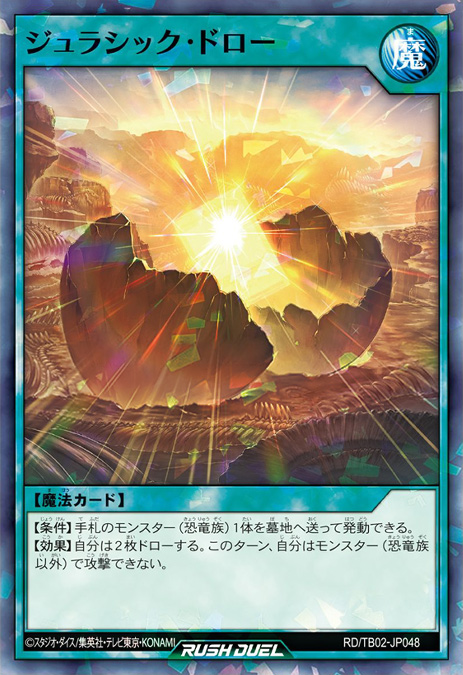 ジュラシック・ドロー
魔
【魔法カード】
【条件】手札のモンスター（恐竜族）1体を墓地へ送って発動できる。
【効果】自分は2枚ドローする。このターン、自分はモンスター（恐竜族
以外）で攻撃できない。
©スタジオ・ダイス/集英社・テレビ東京・KONAMI
RUSH DUEL
RD/TB02-JP048